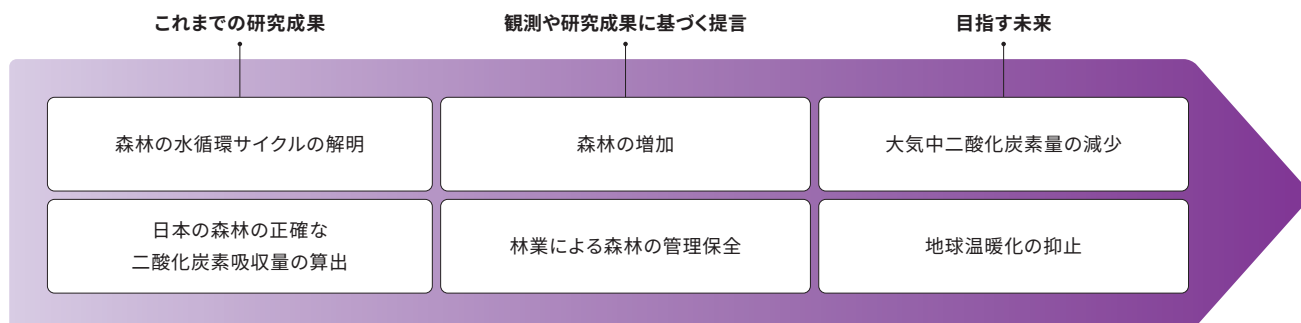 これまでの研究成果
観測や研究成果に基づく提言
目指す未来
森林の水循環サイクルの解明
森林の増加
大気中二酸化炭素量の減少
日本の森林の正確な
二酸化炭素吸収量の算出
林業による森林の管理保全
地球温暖化の抑止